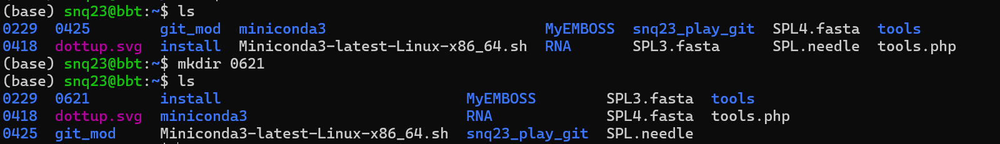 (base) snq23@bbt:~$ ls
0229  0425        git_mod  miniconda3                         MyEMBOSS  snq23_play_git  SPL4.fasta  tools
0418  dottup.svg  install  Miniconda3-latest-Linux-x86_64.sh  RNA       SPL3.fasta      SPL.needle  tools.php
(base) snq23@bbt:~$ mkdir 0621
(base) snq23@bbt:~$ ls
0229  0621        install                            MyEMBOSS        SPL3.fasta  tools
0418  dottup.svg  miniconda3                         RNA             SPL4.fasta  tools.php
0425  git_mod     Miniconda3-latest-Linux-x86_64.sh  snq23_play_git  SPL.needle